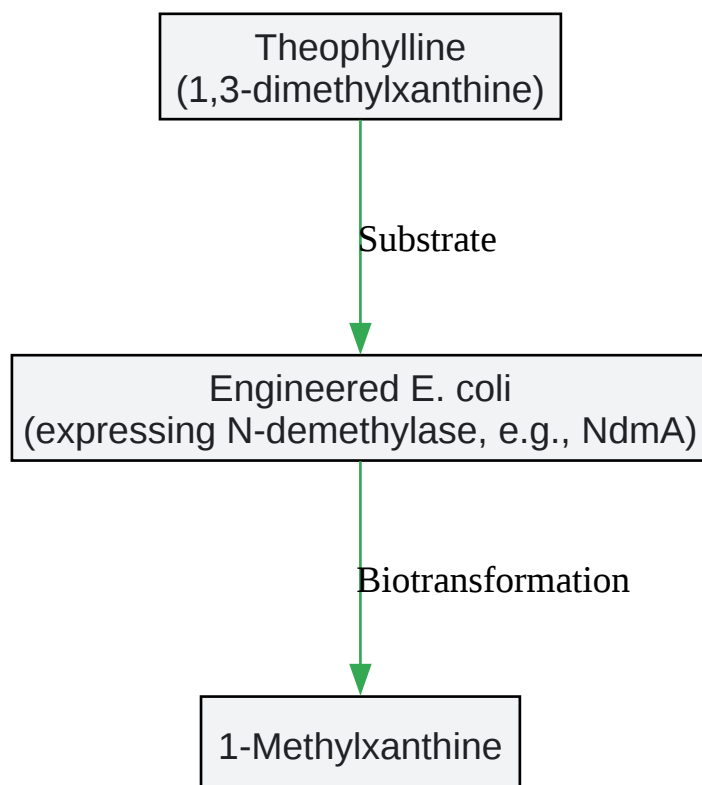 Theophylline
(1,3-dimethylxanthine)
Substrate
Engineered E. coli
(expressing N-demethylase, e.g., NdmA)
Biotransformation
1-Methylxanthine